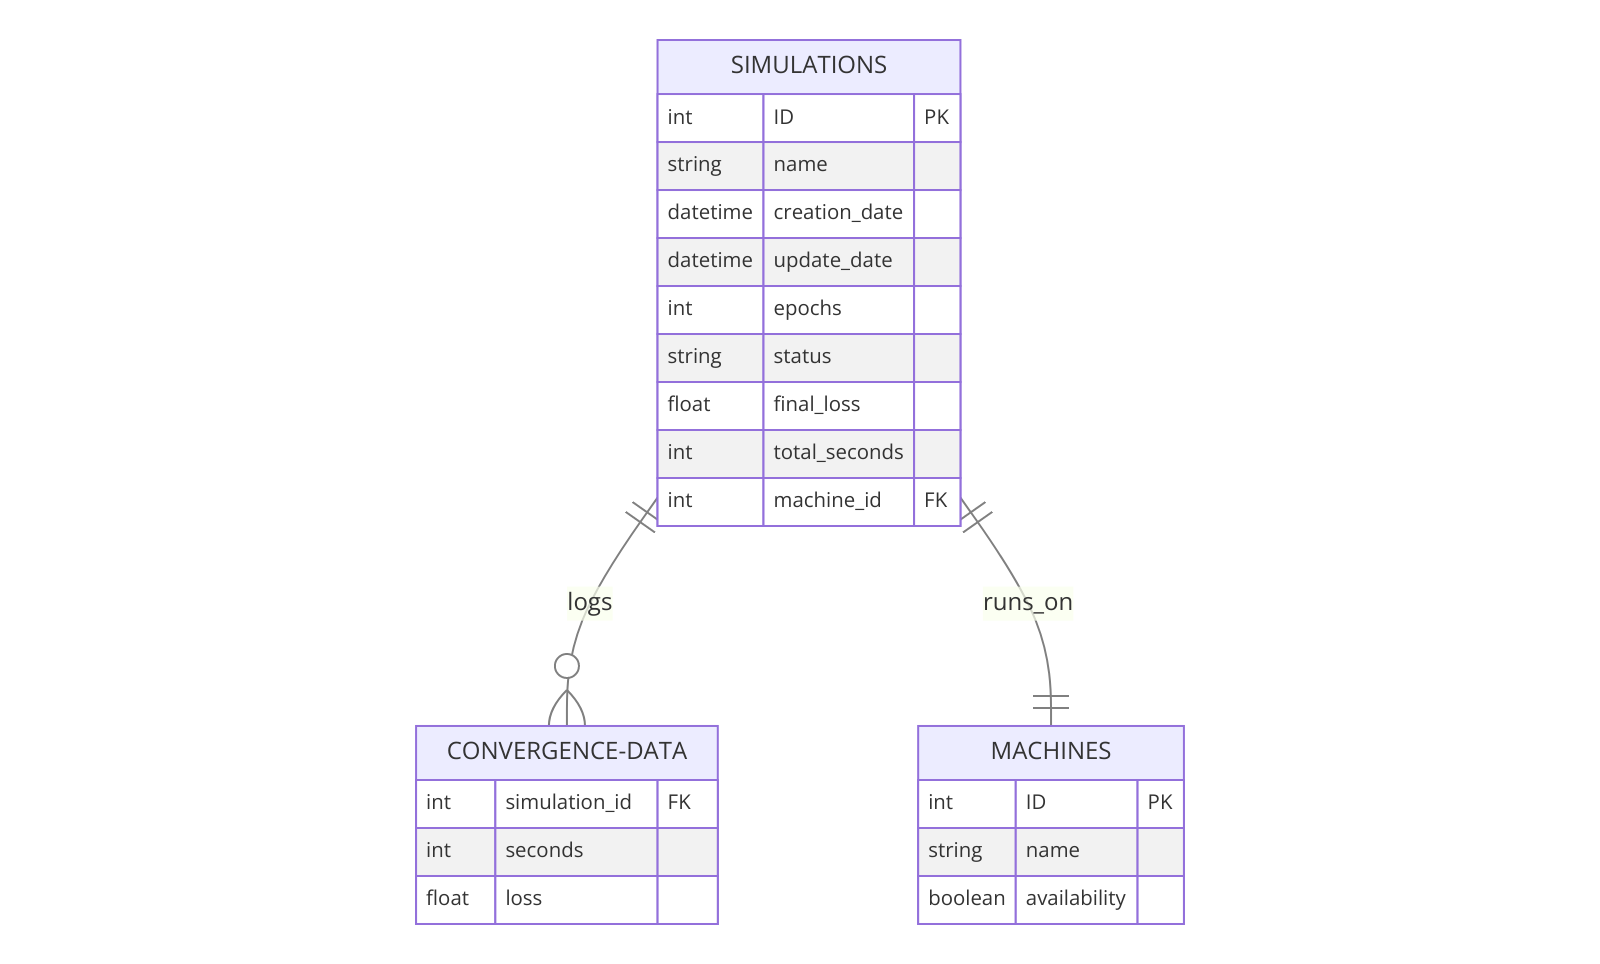 SIMULATIONS
int ID PK
string name
datetime creation_date
datetime update_date
int epochs
string status
float final_loss
int total_seconds
int machine_id FK
logs
runs_on
CONVERGENCE-DATA
int simulation_id FK
int seconds
float loss
MACHINES
int ID PK
string name
boolean availability